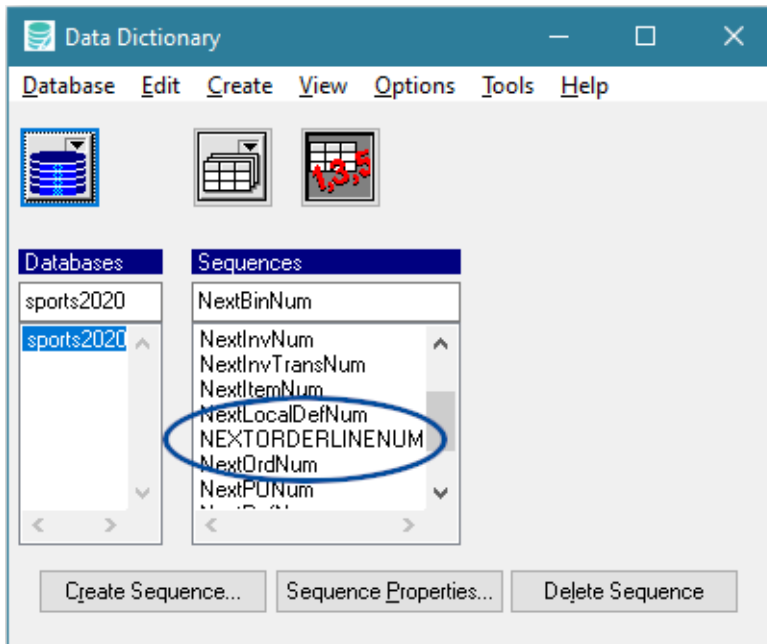 Data Dictionary
Database Edit Create View Options Tools Help
1,3,5
Databases
sports2020
sports2020
Sequences
NextBinNum
NextInvNum
NextInvTransNum
NextItemNum
NextLocalDefNum
NEXTORDERLINENUM
NextOrdNum
NextPONum
Create Sequence... Sequence Properties... Delete Sequence